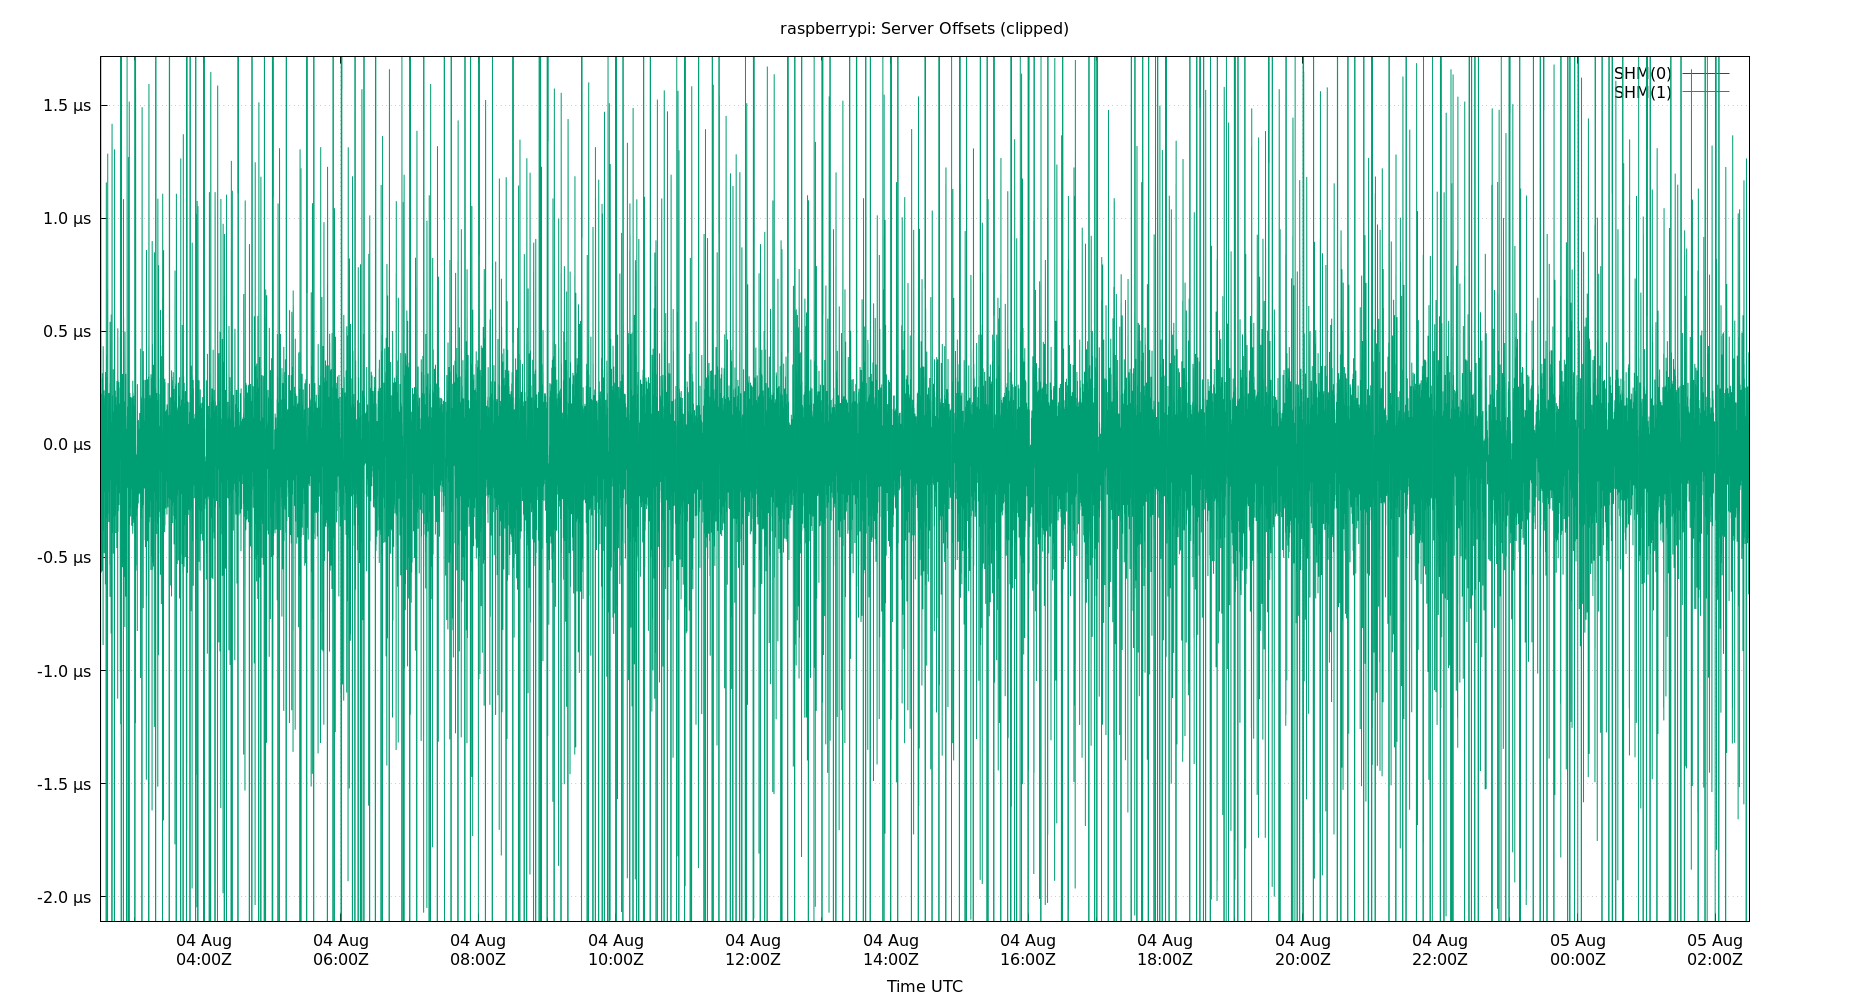 raspberrypi: Server Offsets (clipped)
SHM(0)
SHM(1)
1.5 µs
1.0 µs
0.5 µs
0.0 µs
-0.5 µs
-1.0 µs
-1.5 µs
-2.0 µs
04 Aug 04 Aug 04 Aug 04 Aug 04 Aug 04 Aug 04 Aug 04 Aug 04 Aug 04 Aug 05 Aug 05 Aug
04:00Z 06:00Z 08:00Z 10:00Z 12:00Z 14:00Z 16:00Z 18:00Z 20:00Z 22:00Z 00:00Z 02:00Z
Time UTC